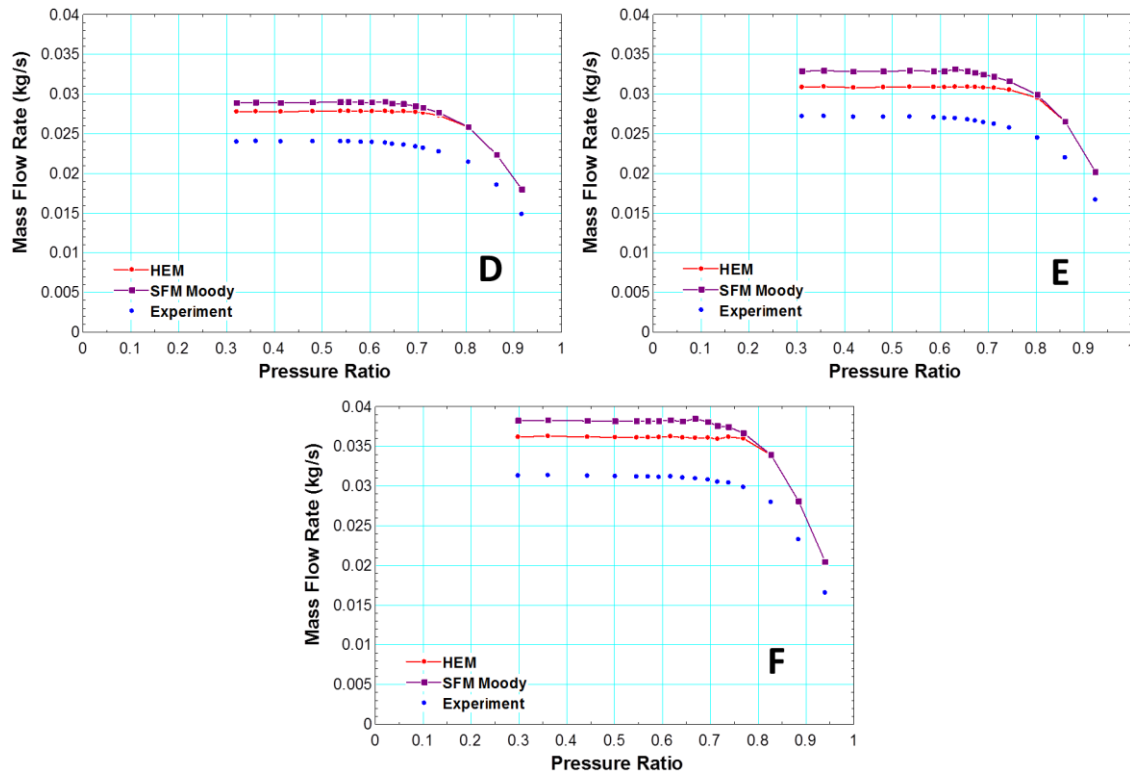 Mass Flow Rate (kg/s)
0.04
0.035
0.03
0.025
0.02
0.015
0.01
0.005
0
HEM
SFM Moody
Experiment
D
0 0.1 0.2 0.3 0.4 0.5 0.6 0.7 0.8 0.9 1
Pressure Ratio
Mass Flow Rate (kg/s)
0.04
0.035
0.03
0.025
0.02
0.015
0.01
0.005
0
HEM
SFM Moody
Experiment
E
0 0.1 0.2 0.3 0.4 0.5 0.6 0.7 0.8 0.9 1
Pressure Ratio
Mass Flow Rate (kg/s)
0.04
0.035
0.03
0.025
0.02
0.015
0.01
0.005
0
HEM
SFM Moody
Experiment
F
0 0.1 0.2 0.3 0.4 0.5 0.6 0.7 0.8 0.9 1
Pressure Ratio